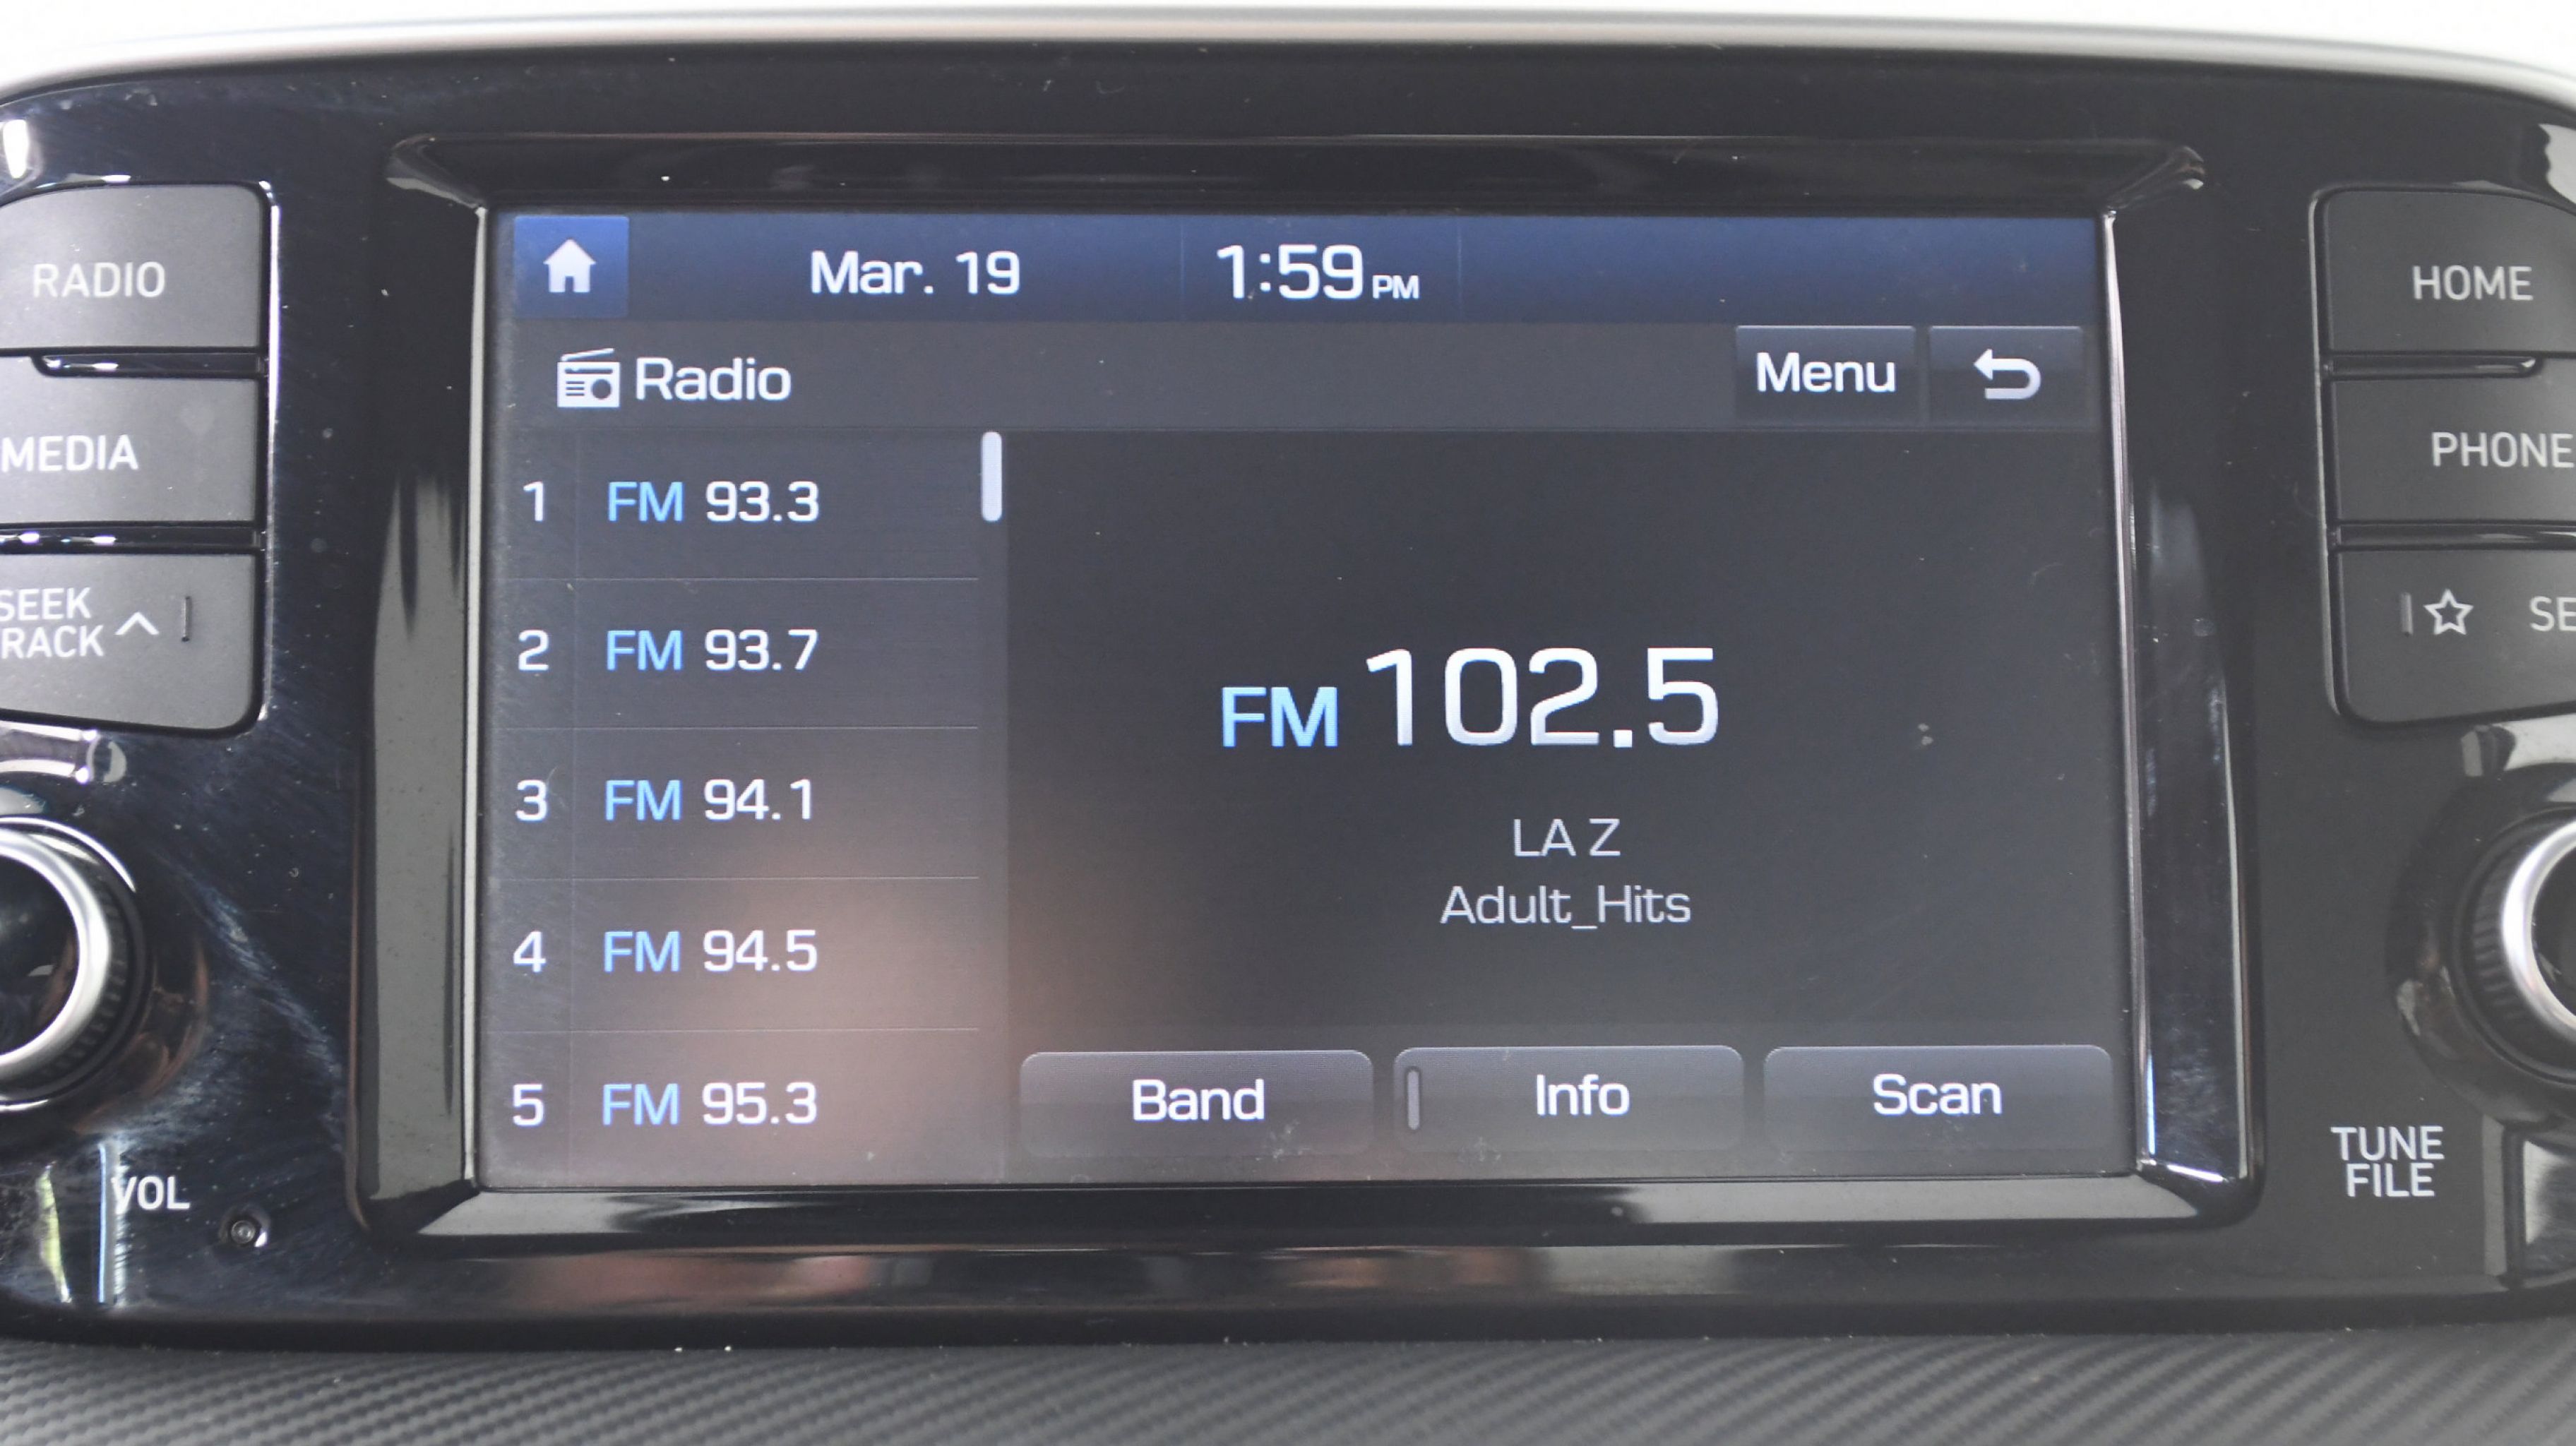 RADIO
MEDIA
SEEK
TRACK
VOL
Mar. 19 1:59 PM
Radio Menu
1 FM 93.3
2 FM 93.7
3 FM 94.1
4 FM 94.5
5 FM 95.3
FM 102.5
LA Z
Adult_Hits
Band Info Scan
HOME
PHONE
SE
TUNE
FILE